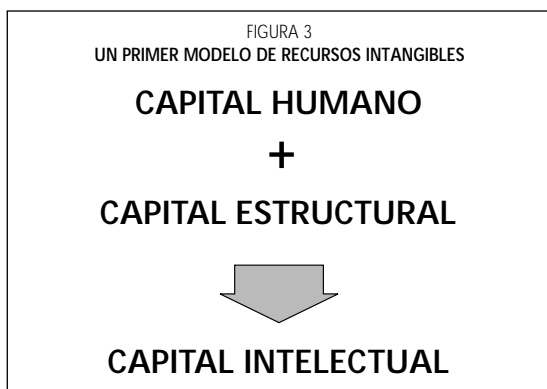 FIGURA 3
UN PRIMER MODELO DE RECURSOS INTANGIBLES
CAPITAL HUMANO
+
CAPITAL ESTRUCTURAL
CAPITAL INTELECTUAL